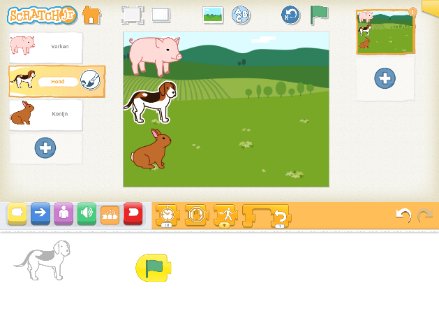 SCRATCHJR
varken
Hond
Konijn